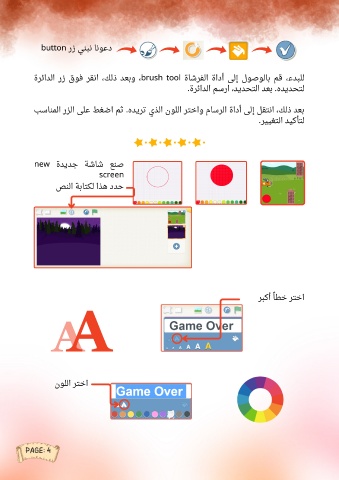 دعونا نبني زر button
للبدء، قم بالوصول إلى أداة الفرشاة brush tool، وبعد ذلك، انقر فوق زر الدائرة
لتحديده. بعد التحديد، ارسم الدائرة.
بعد ذلك، انتقل إلى أداة الرسام واختر اللون الذي تريده. ثم اضغط على الزر المناسب
لتأكيد التغيير.
صنع شاشة جديدة new
screen
حدد هذا لكتابة النص
اختر خطاً أكبر
Game Over
A A A A
AA
اختر اللون
Game Over
PAGE: 4